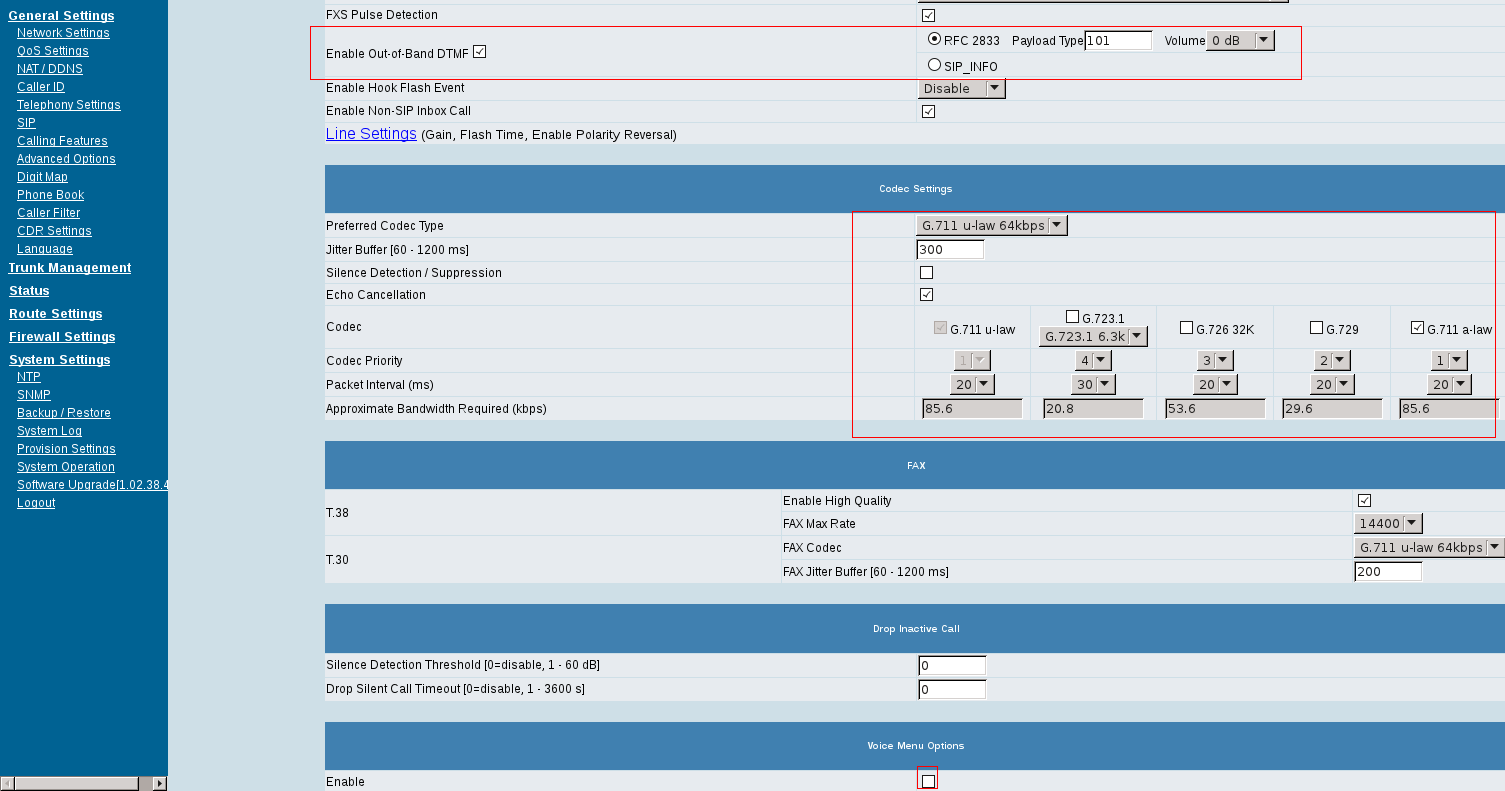 General Settings
Network Settings
QoS Settings
NAT / DDNS
Caller ID
Telephony Settings
SIP
Calling Features
Advanced Options
Digit Map
Phone Book
Caller Filter
CDR Settings
Language
Trunk Management
Status
Route Settings
Firewall Settings
System Settings
NTP
SNMP
Backup / Restore
System Log
Provision Settings
System Operation
Software Upgrade[1.02.38.4
Logout
FXS Pulse Detection
Enable Out-of-Band DTMF
RFC 2833 Payload Type 101 Volume 0 dB
SIP_INFO
Enable Hook Flash Event Disable
Enable Non-SIP Inbox Call
Line Settings (Gain, Flash Time, Enable Polarity Reversal)
Codec Settings
Preferred Codec Type G.711 u-law 64kbps
Jitter Buffer [60 - 1200 ms] 300
Silence Detection / Suppression
Echo Cancellation
Codec G.711 u-law G.723.1 G.726 32K G.729 G.711 a-law
G.723.1 6.3k
Codec Priority 1 4 3 2 1
Packet Interval (ms) 20 30 20 20 20
Approximate Bandwidth Required (kbps) 85.6 20.8 53.6 29.6 85.6
FAX
T.38
Enable High Quality
FAX Max Rate 14400
T.30
FAX Codec G.711 u-law 64kbps
FAX Jitter Buffer [60 - 1200 ms] 200
Drop Inactive Call
Silence Detection Threshold [0=disable, 1 - 60 dB] 0
Drop Silent Call Timeout [0=disable, 1 - 3600 s] 0
Voice Menu Options
Enable